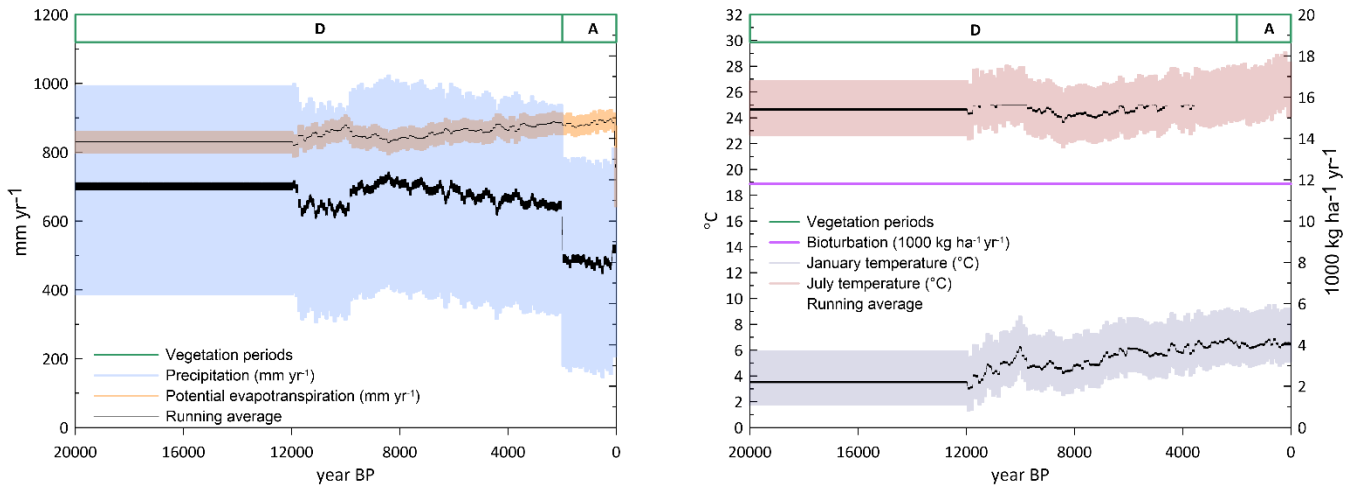 1200
1000
800
600
400
200
0
mm yr⁻¹
D
A
Vegetation periods
Precipitation (mm yr⁻¹)
Potential evapotranspiration (mm yr⁻¹)
Running average
20000
16000
12000
8000
4000
0
year BP
32
30
28
26
24
22
20
18
16
14
12
10
8
6
4
2
0
°C
D
A
Vegetation periods
Bioturbation (1000 kg ha⁻¹ yr⁻¹)
January temperature (°C)
July temperature (°C)
Running average
20
18
16
14
12
10
8
6
4
2
0
1000 kg ha-1 yr-1
20000
16000
12000
8000
4000
0
year BP